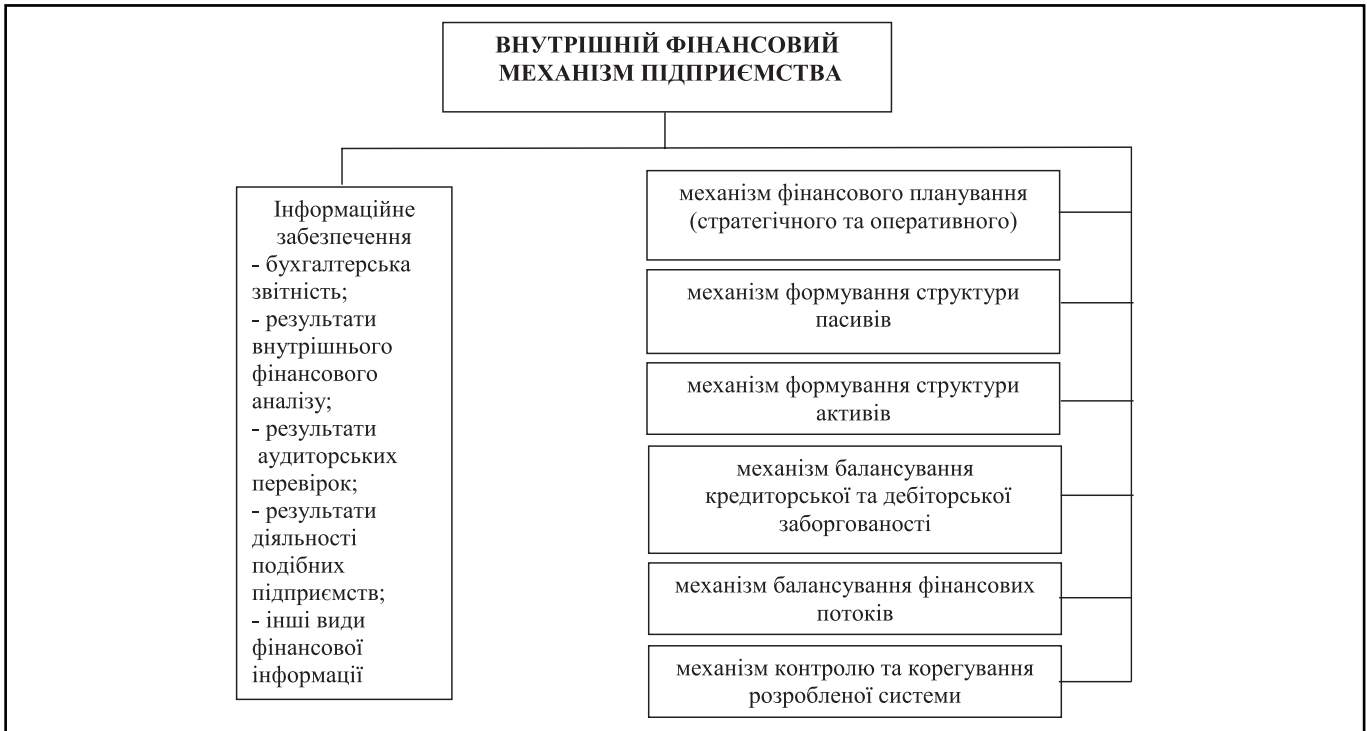 ВНУТРІШНІЙ ФІНАНСОВИЙ
МЕХАНІЗМ ПІДПРИЄМСТВА
Інформаційне
забезпечення
- бухгалтерська
звітність;
- результати
внутрішнього
фінансового
аналізу;
- результати
аудиторських
перевірок;
- результати
діяльності
подібних
підприємств;
- інші види
фінансової
інформації
механізм фінансового планування
(стратегічного та оперативного)
механізм формування структури
пасивів
механізм формування структури
активів
механізм балансування
кредиторської та дебіторської
заборгованості
механізм балансування фінансових
потоків
механізм контролю та корегування
розробленої системи